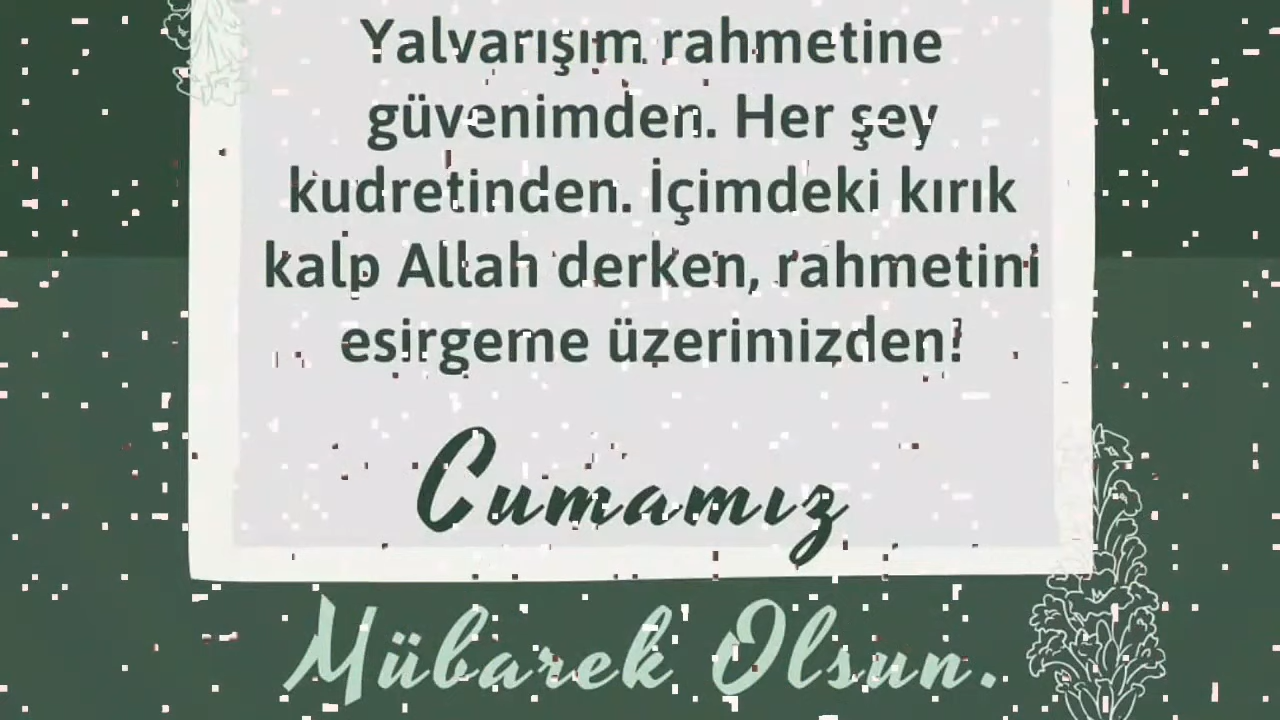 Yalvarışım rahmetine
güvenimden. Her şey
kudretinden. İçimdeki kırık
kalp Allah derken, rahmetini
esirgeme üzerimizden!
Cumamız
Mübarek Olsun.